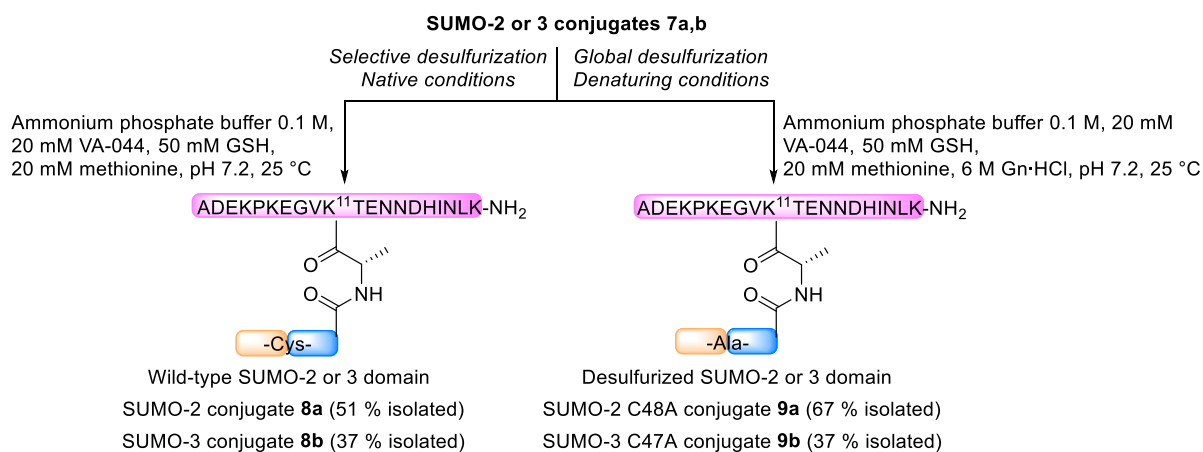 SUMO-2 or 3 conjugates 7a,b
Selective desulfurization
Native conditions
Global desulfurization
Denaturing conditions
Ammonium phosphate buffer 0.1 M,
20 mM VA-044, 50 mM GSH,
20 mM methionine, pH 7.2, 25 °C
Ammonium phosphate buffer 0.1 M, 20 mM
VA-044, 50 mM GSH,
20 mM methionine, 6 M Gn·HCl, pH 7.2, 25 °C
ADEKPKEGVK¹¹TENNDHINLK-NH₂
O
O
NH
-Cys-
Wild-type SUMO-2 or 3 domain
SUMO-2 conjugate 8a (51 % isolated)
SUMO-3 conjugate 8b (37 % isolated)
ADEKPKEGVK¹¹TENNDHINLK-NH₂
O
O
NH
-Ala-
Desulfurized SUMO-2 or 3 domain
SUMO-2 C48A conjugate 9a (67 % isolated)
SUMO-3 C47A conjugate 9b (37 % isolated)